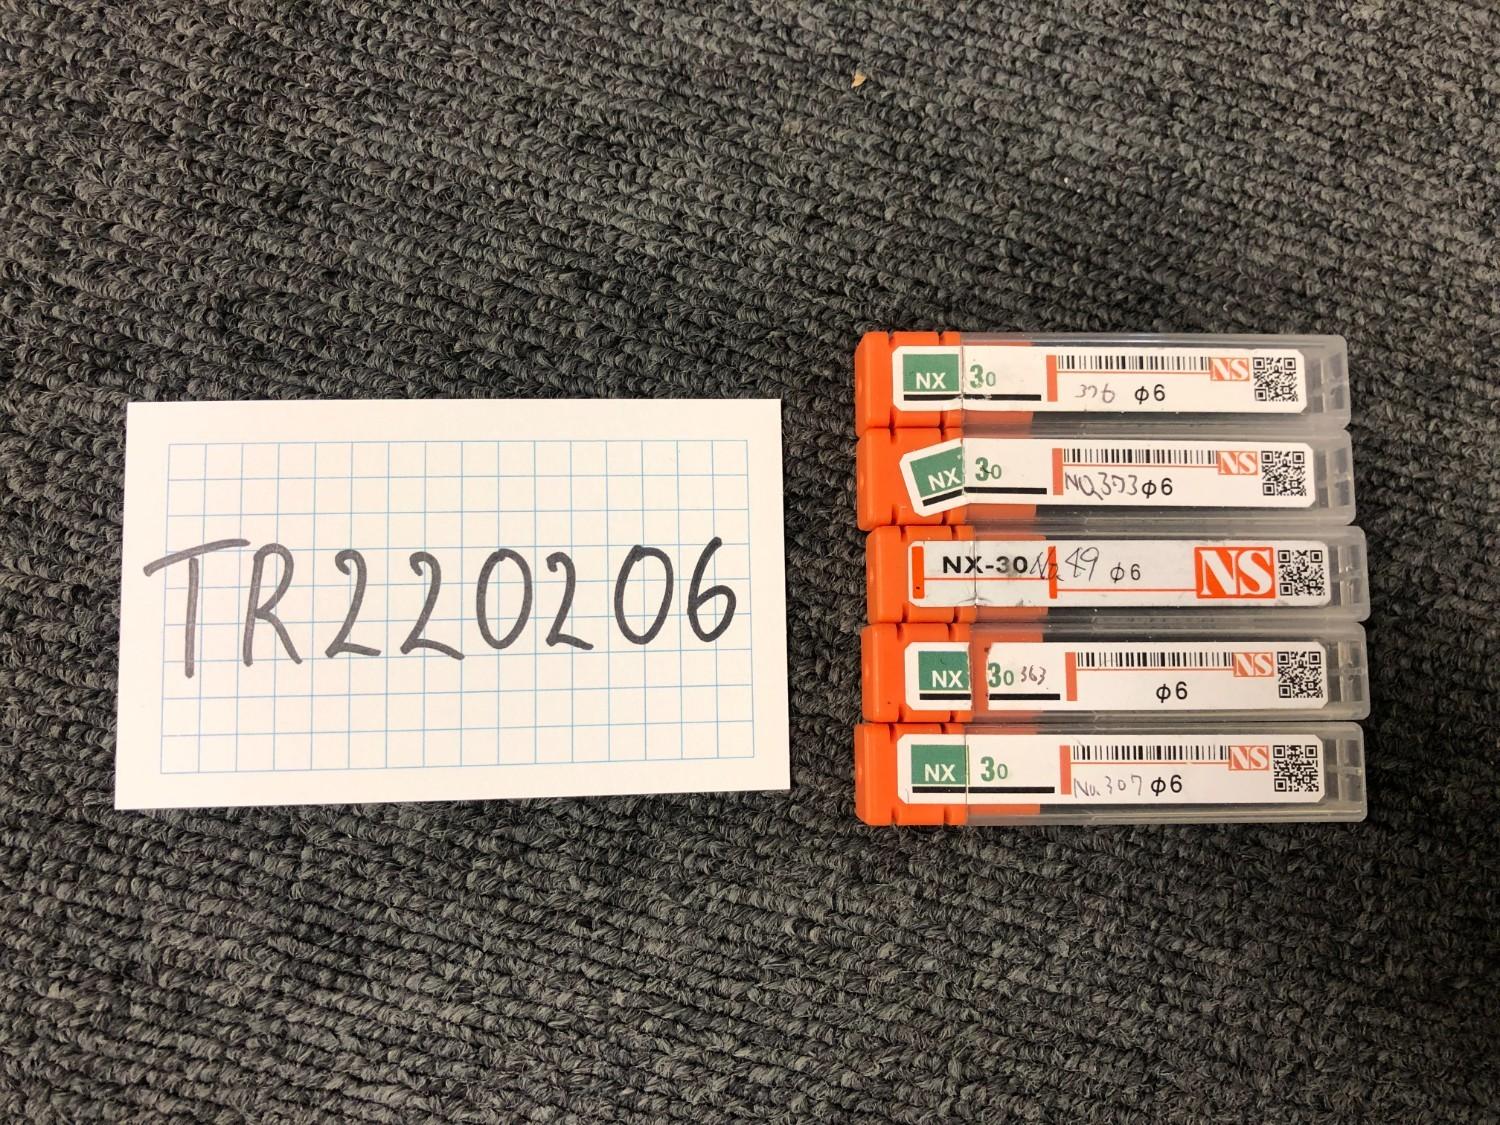 TR220206
NX 30 376 φ6 NS
NX 30 No.373 φ6 NS
NX-30 No.49 φ6 NS
NX 30 363 φ6 NS
NX 30 No.307 φ6 NS